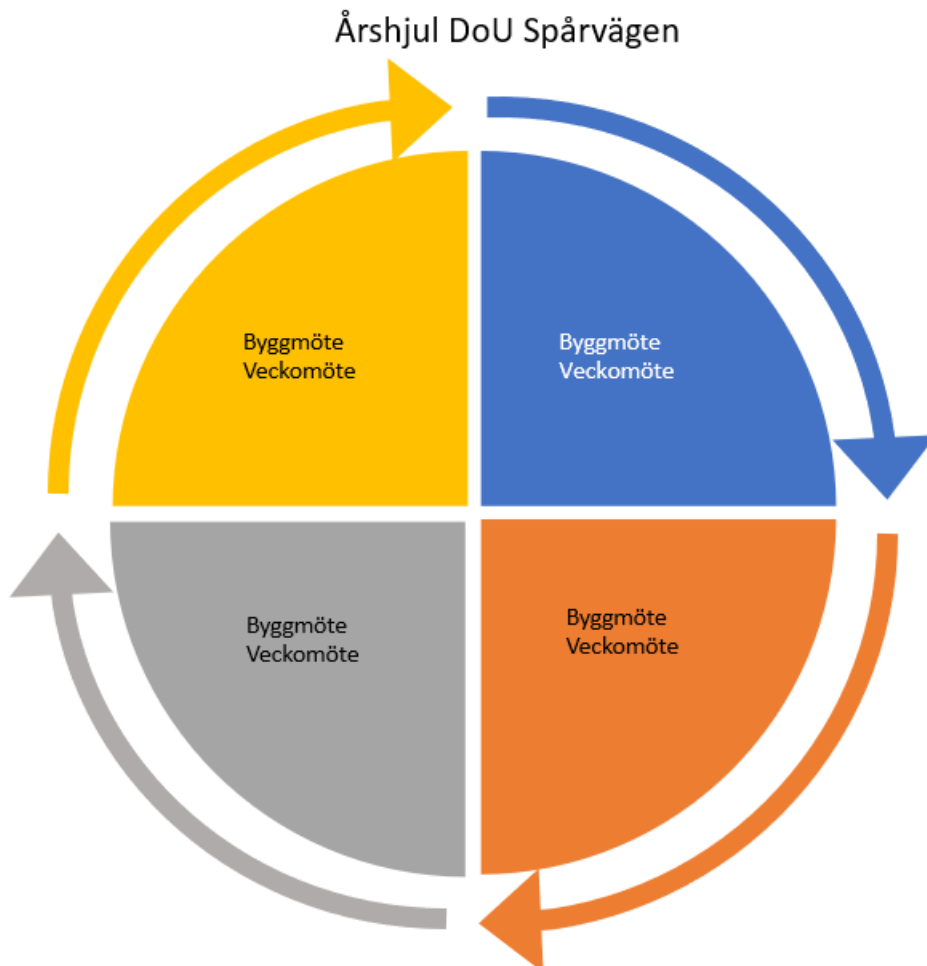 Årshjul DoU Spårvägen
Byggmöte
Veckomöte
Byggmöte
Veckomöte
Byggmöte
Veckomöte
Byggmöte
Veckomöte